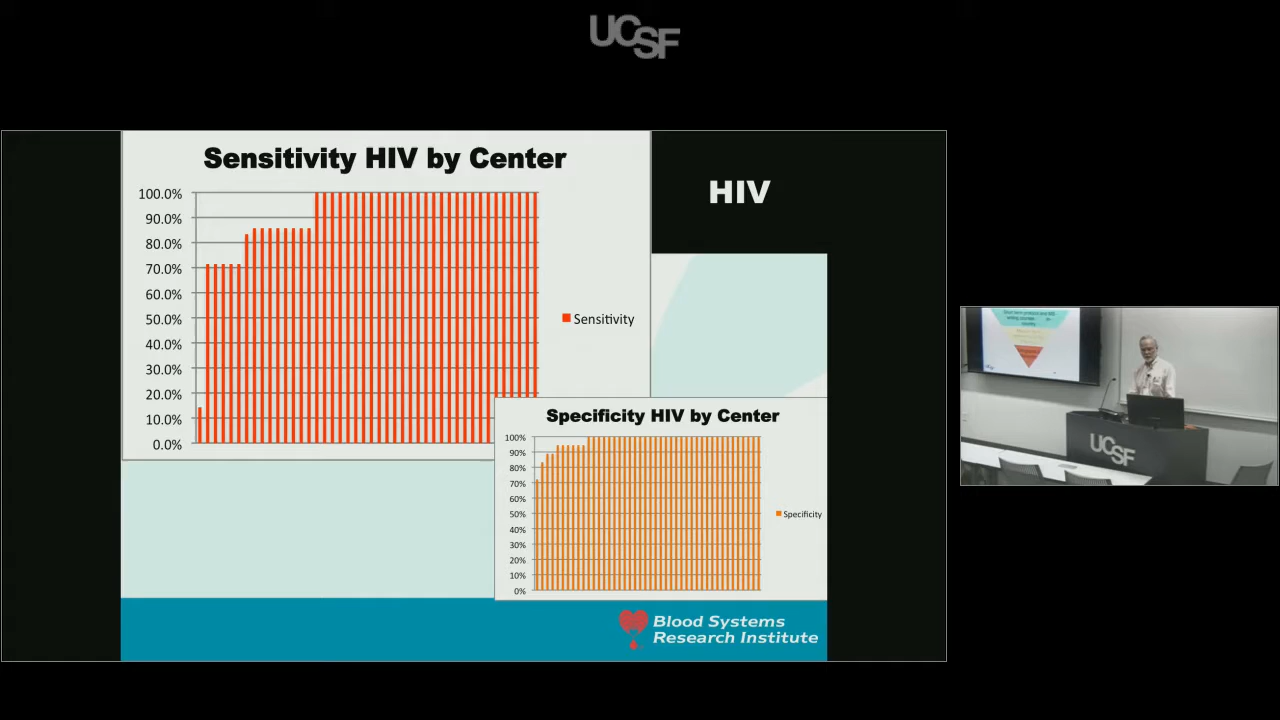 UCSF
Sensitivity HIV by Center
100.0%
90.0%
80.0%
70.0%
60.0%
50.0%
40.0%
30.0%
20.0%
10.0%
0.0%
Sensitivity
HIV
Specificity HIV by Center
100%
90%
80%
70%
60%
50%
40%
30%
20%
10%
0%
Specificity
Blood Systems
Research Institute
UCSF